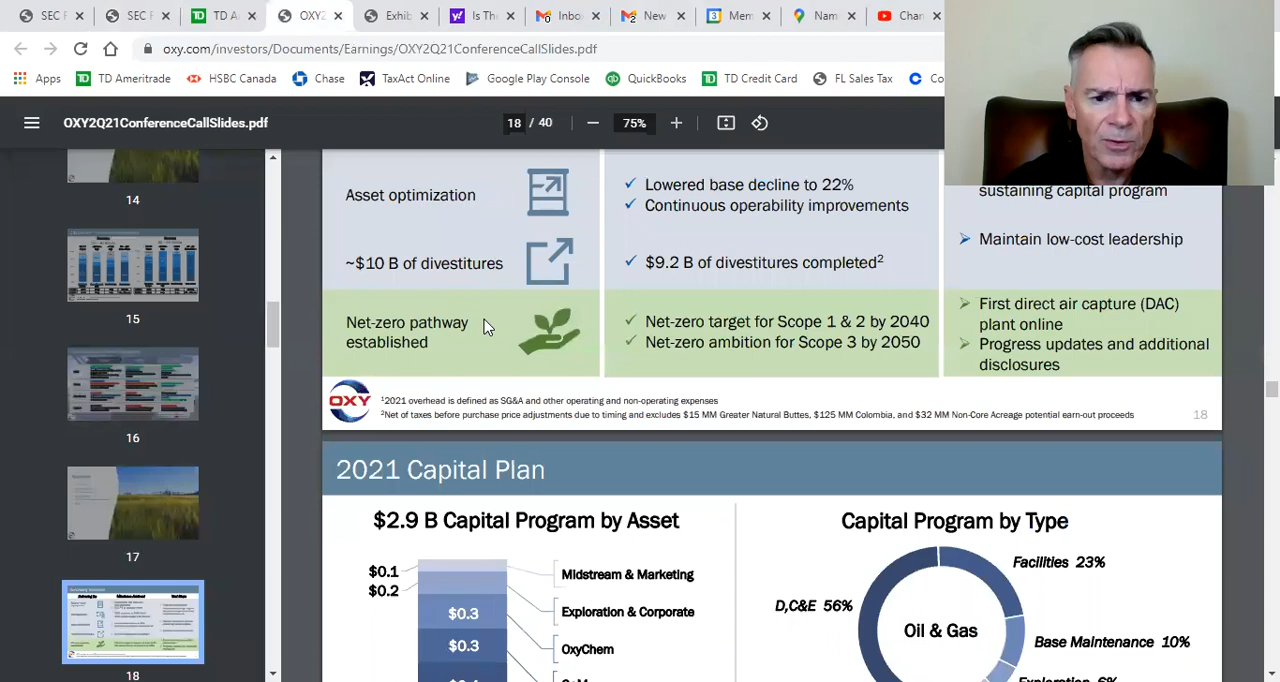 SEC F
SEC F
TD A
OXY2
Exhib
Is The
Inbo
New
Mem
Nam
Chan
oxy.com/investors/Documents/Earnings/OXY2Q21ConferenceCallSlides.pdf
Apps
TD Ameritrade
HSBC Canada
Chase
TaxAct Online
Google Play Console
QuickBooks
TD Credit Card
FL Sales Tax
Co
OXY2Q21ConferenceCallSlides.pdf
18 / 40
75%
14
15
16
17
18
Asset optimization
✓ Lowered base decline to 22%
✓ Continuous operability improvements
sustaining capital program
➢ Maintain low-cost leadership
~$10 B of divestitures
✓ $9.2 B of divestitures completed²
Net-zero pathway
established
✓ Net-zero target for Scope 1 & 2 by 2040
✓ Net-zero ambition for Scope 3 by 2050
➢ First direct air capture (DAC)
plant online
➢ Progress updates and additional
disclosures
OXY
¹2021 overhead is defined as SG&A and other operating and non-operating expenses
²Net of taxes before purchase price adjustments due to timing and excludes $15 MM Greater Natural Buttes, $125 MM Colombia, and $32 MM Non-Core Acreage potential earn-out proceeds
18
2021 Capital Plan
$2.9 B Capital Program by Asset
$0.1
$0.2
$0.3
$0.3
Midstream & Marketing
Exploration & Corporate
OxyChem
Capital Program by Type
Facilities 23%
D,C&E 56%
Oil & Gas
Base Maintenance 10%
Exploration 6%